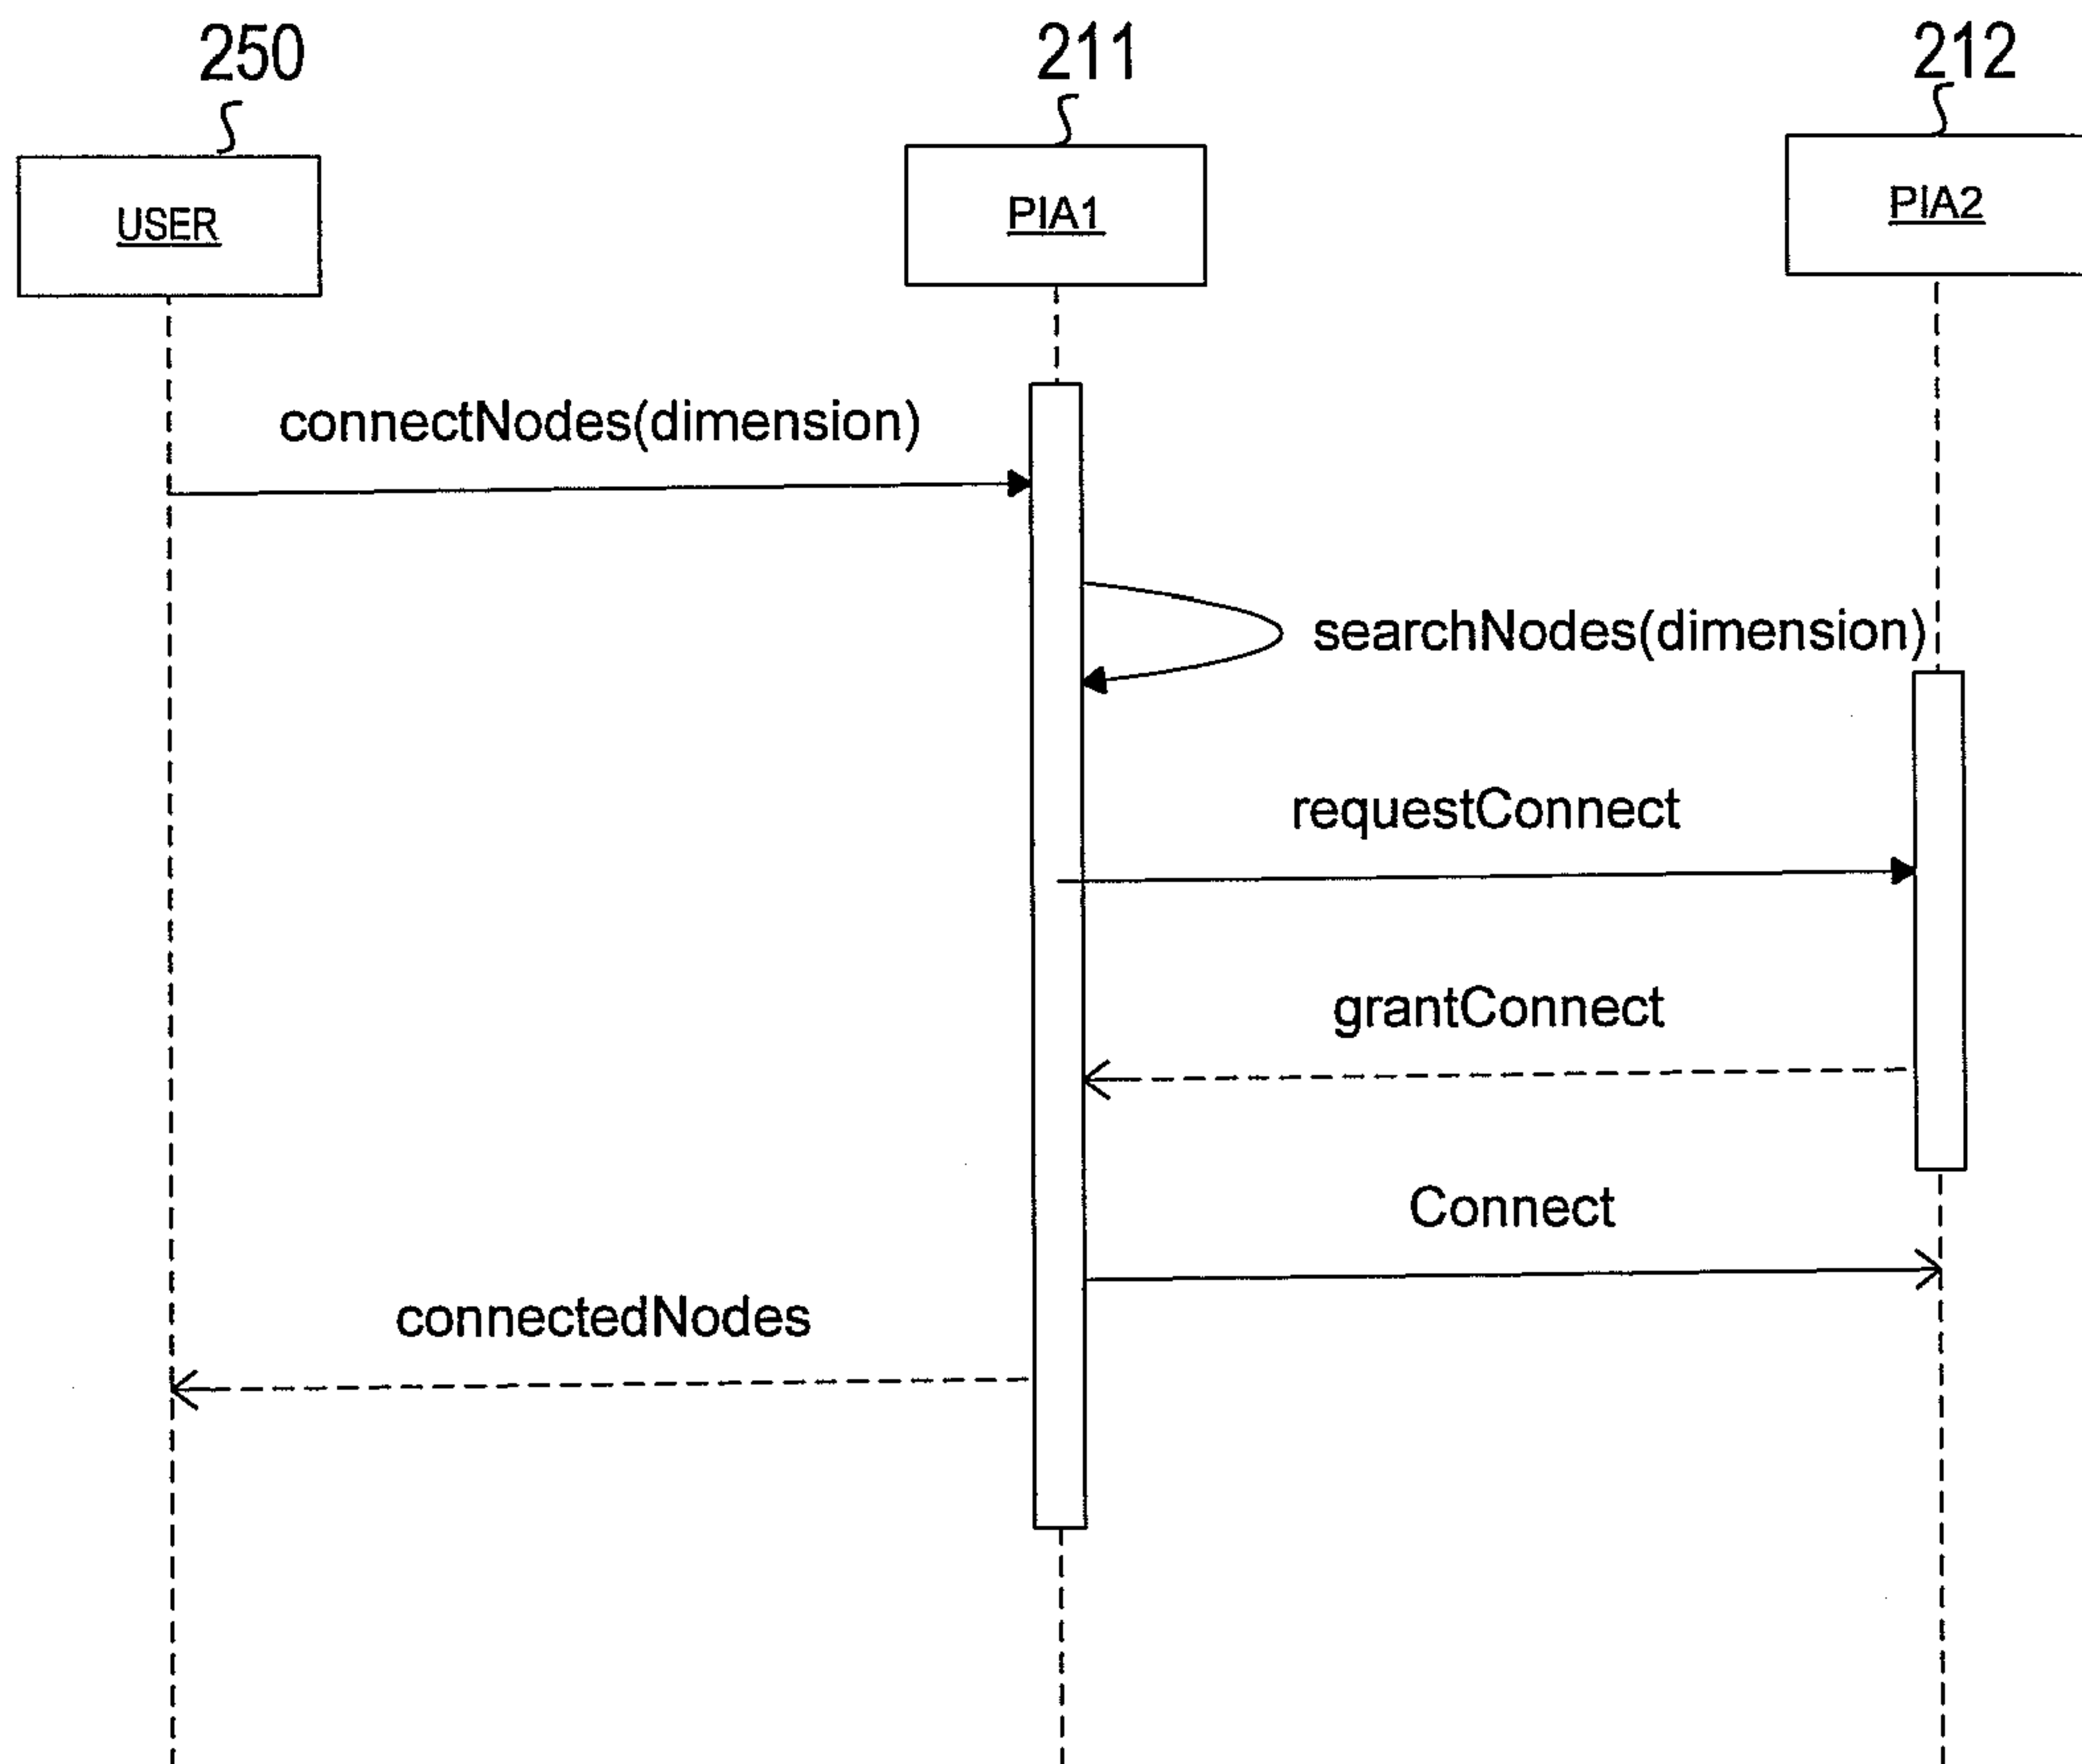 250
211
212
USER
PIA1
PIA2
connectNodes(dimension)
searchNodes(dimension)
requestConnect
grantConnect
Connect
connectedNodes